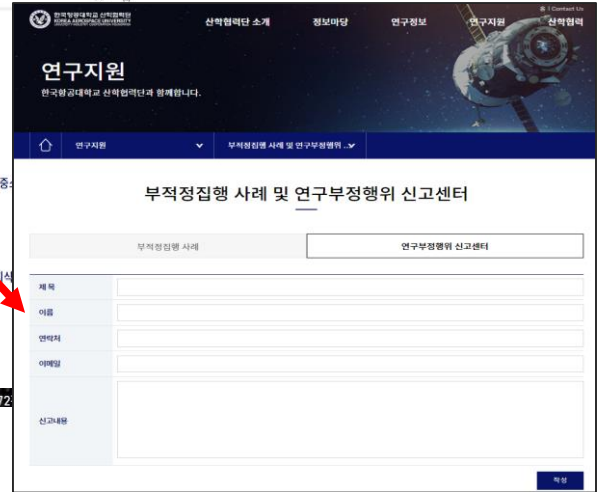 한국항공대학교 산학협력단
KOREA AEROSPACE UNIVERSITY
Contact Us
산학협력단 소개 정보마당 연구정보 연구지원 산학협력
연구지원
한국항공대학교 산학협력단과 함께합니다.
연구지원 부적정집행 사례 및 연구부정행위 ..
부적정집행 사례 및 연구부정행위 신고센터
부적정집행 사례 연구부정행위 신고센터
제 목
이름
연락처
이메일
신고내용
작성